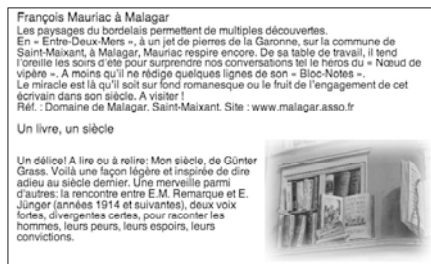 François Mauriac à Malagar
Les paysages du bordelais permettent de multiples découvertes.
En « Entre-Deux-Mers », à un jet de pierres de la Garonne, sur la commune de
Saint-Maixant, à Malagar, Mauriac respire encore. De sa table de travail, il tend
l'oreille les soirs d'été pour surprendre nos conversations tel le héros du « Nœud de
vipère ». A moins qu'il ne rédige quelques lignes de son « Bloc-Notes ».
Le miracle est là qu'il soit sur fond romanesque ou le fruit de l'engagement de cet
écrivain dans son siècle. A visiter !
Réf. : Domaine de Malagar. Saint-Maixant. Site : www.malagar.asso.fr
Un livre, un siècle
Un délice! A lire ou à relire: Mon siècle, de Günter
Grass. Voilà une façon légère et inspirée de dire
adieu au siècle dernier. Une merveille parmi
d'autres: la rencontre entre E.M. Remarque et E.
Jünger (années 1914 et suivantes), deux voix
fortes, divergentes certes, pour raconter les
hommes, leurs peurs, leurs espoirs, leurs
convictions.